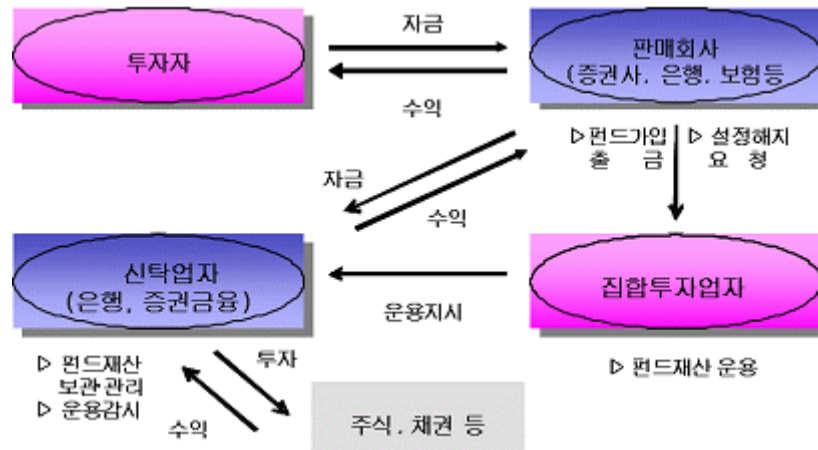 자금
투자자
판매회사
(증권사. 은행. 보험등
수익
▷펀드가입
출 금
▷ 설정해지
요 청
자금
수익
신탁업자
(은행, 증권금융)
집합투자업자
운용지시
▷ 펀드재산
보관·관리
▷ 운용감시
투자
수익
▷ 펀드재산 운용
주식. 채권 등